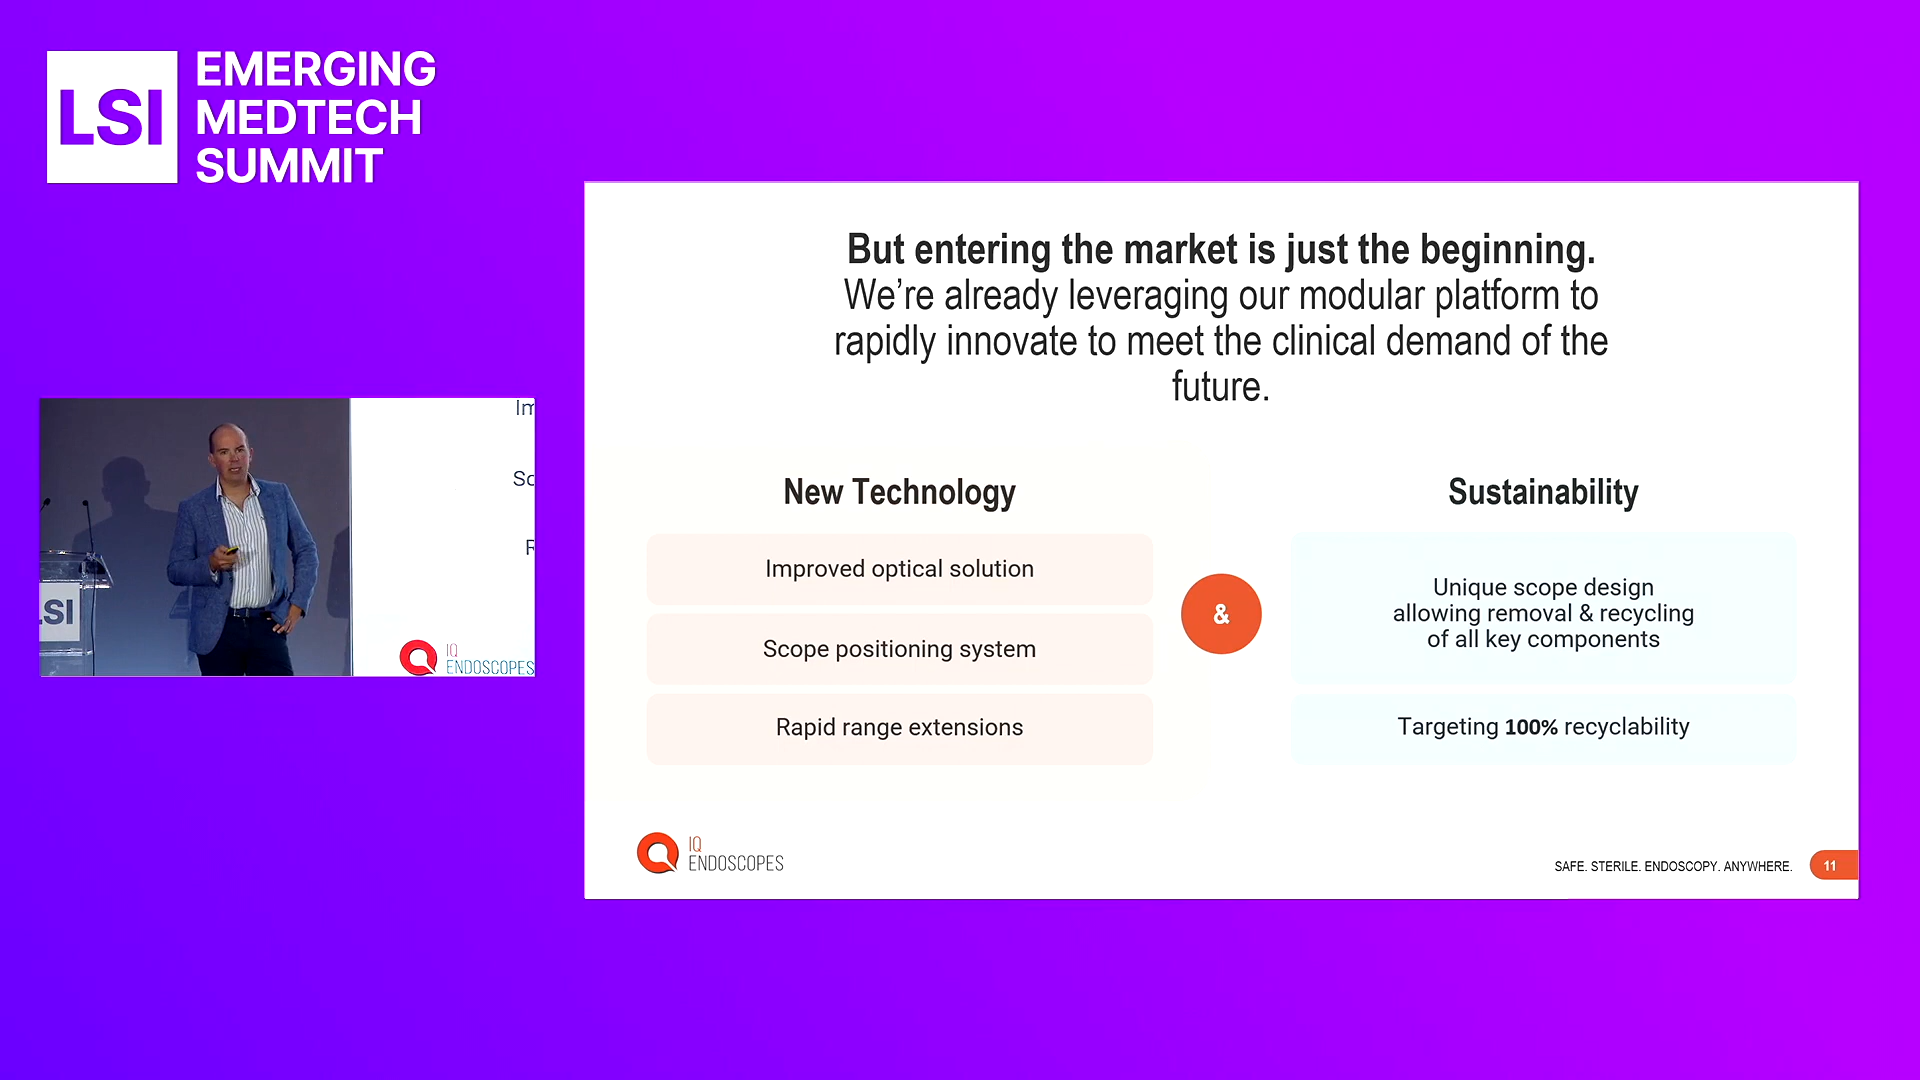 LSI
EMERGING
MEDTECH
SUMMIT
But entering the market is just the beginning.
We’re already leveraging our modular platform to
rapidly innovate to meet the clinical demand of the
future.
New Technology
Improved optical solution
Scope positioning system
Rapid range extensions
&
Sustainability
Unique scope design
allowing removal & recycling
of all key components
Targeting 100% recyclability
IQ
ENDOSCOPES
SAFE. STERILE. ENDOSCOPY. ANYWHERE.
11
Im
Sc
R
LSI
IQ
ENDOSCOPES